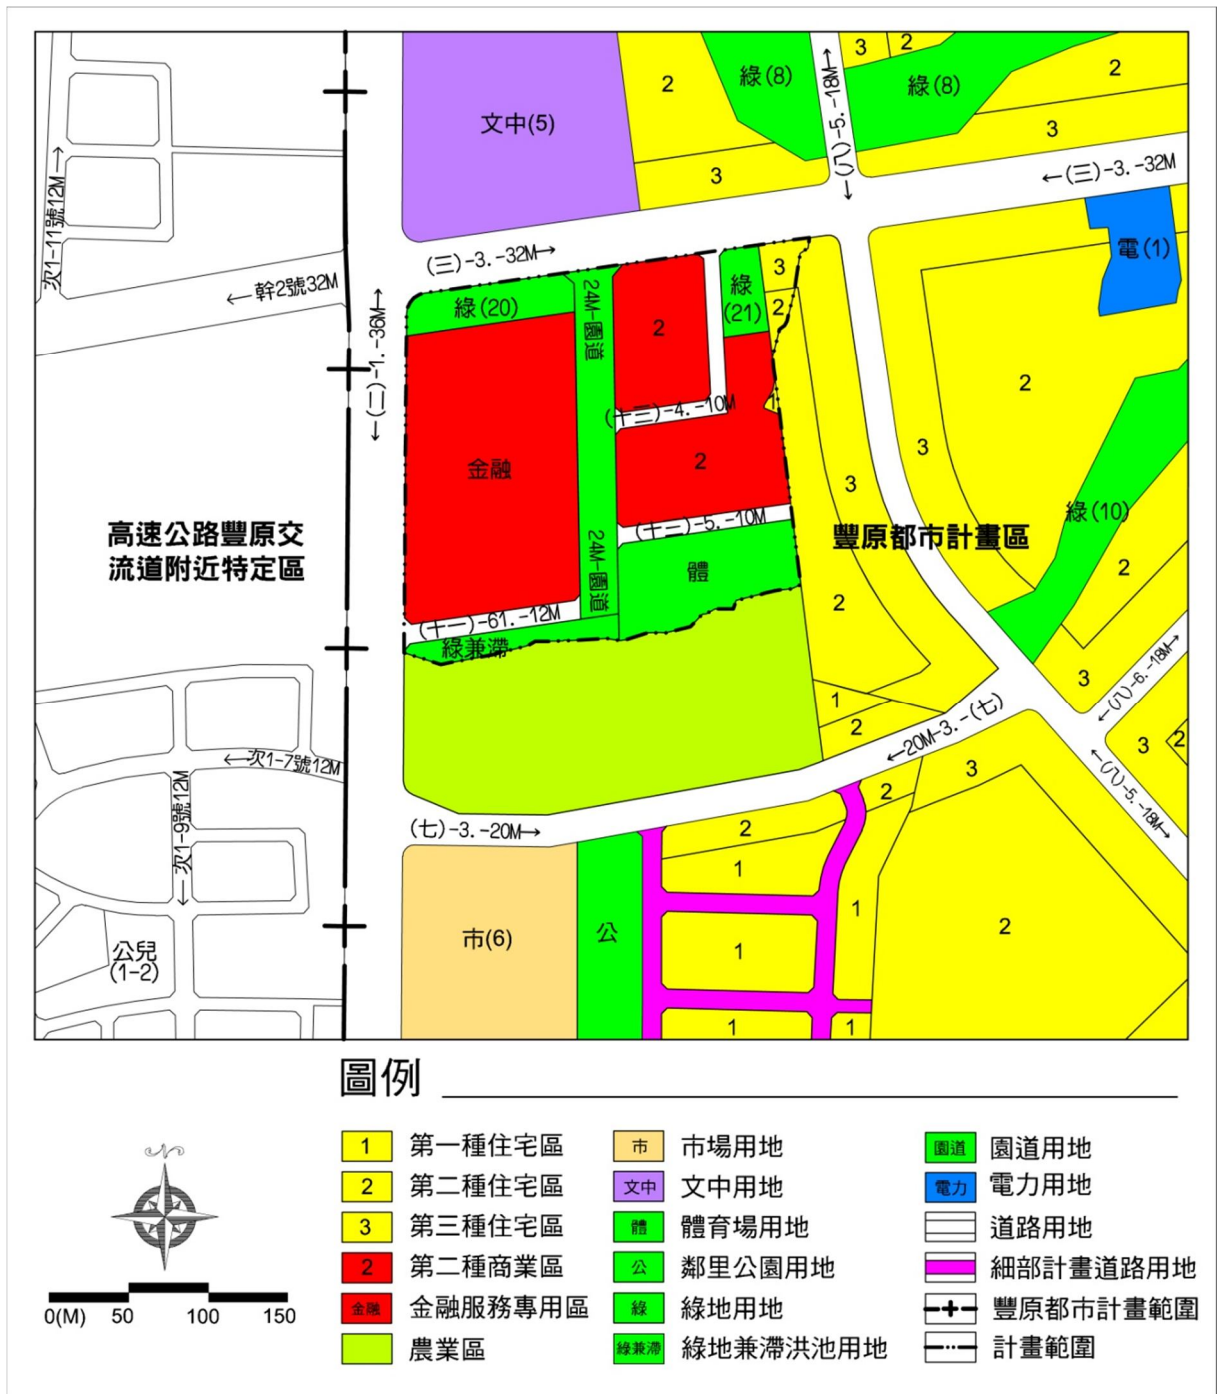 文中(5)
2
綠(8)
←(八)-5.-18M→
3
2
綠(8)
2
3
3
←(三)-3.-32M
次1-11號12M→
(三)-3.-32M→
電(1)
←幹2號32M
←(二)-1.-36M→
綠(20)
24M-園道
2
綠
(21)
3
2
2
(十三)-4.-10M
1
3
金融
2
3
綠(10)
(十二)-5.-10M
高速公路豐原交
流道附近特定區
豐原都市計畫區
24M-園道
體
2
2
(十一)-61.-12M
綠兼滯
3
←(八)-6.-18M→
1
2
←20M-3.-(七)
3
2
←次1-7號12M
←次1-9號12M
3
2
←(八)-5.-18M→
(七)-3.-20M→
2
1
1
市(6)
公
2
1
公兒
(1-2)
1
1
圖例
1 第一種住宅區
2 第二種住宅區
3 第三種住宅區
2 第二種商業區
金融 金融服務專用區
農業區
市 市場用地
文中 文中用地
體 體育場用地
公 鄰里公園用地
綠 綠地用地
綠兼滯 綠地兼滯洪池用地
園道 園道用地
電力 電力用地
道路用地
細部計畫道路用地
豐原都市計畫範圍
計畫範圍
N
0(M) 50 100 150